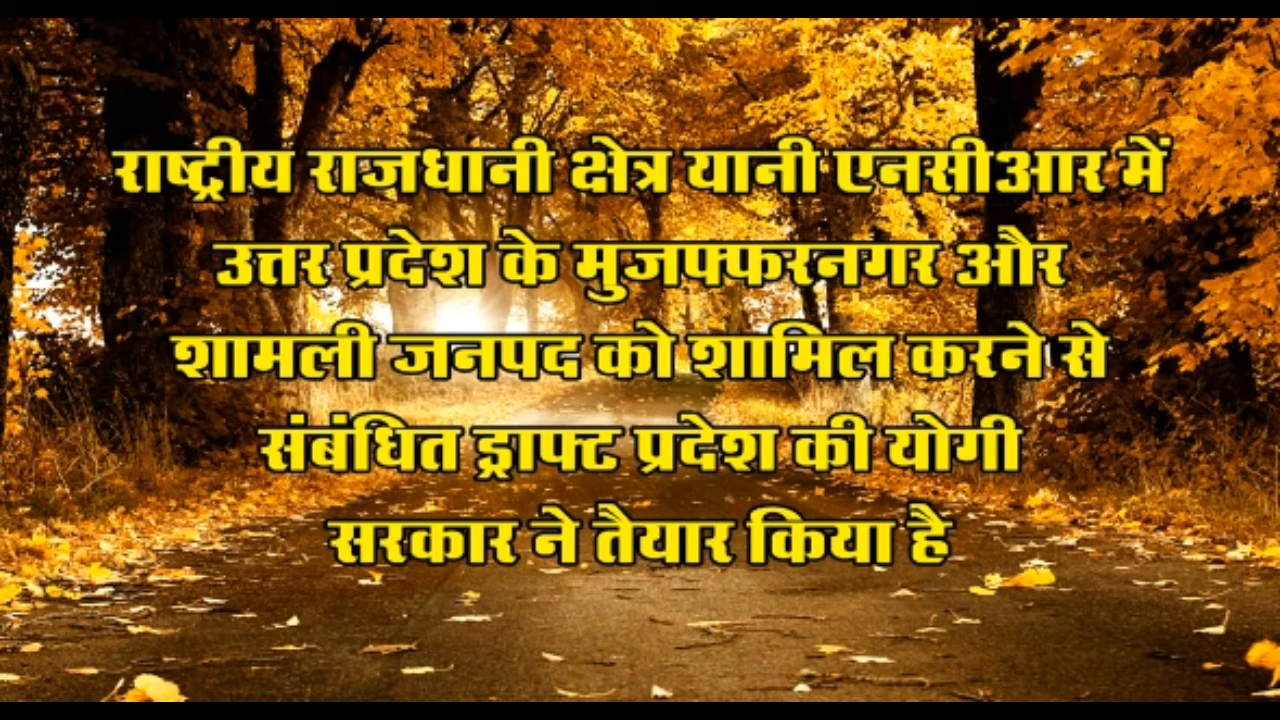 राष्ट्रीय राजधानी क्षेत्र यानी एनसीआर में
उत्तर प्रदेश के मुजफ्फरनगर और
शामली जनपद को शामिल करने से
संबंधित ड्राफ्ट प्रदेश की योगी
सरकार ने तैयार किया है